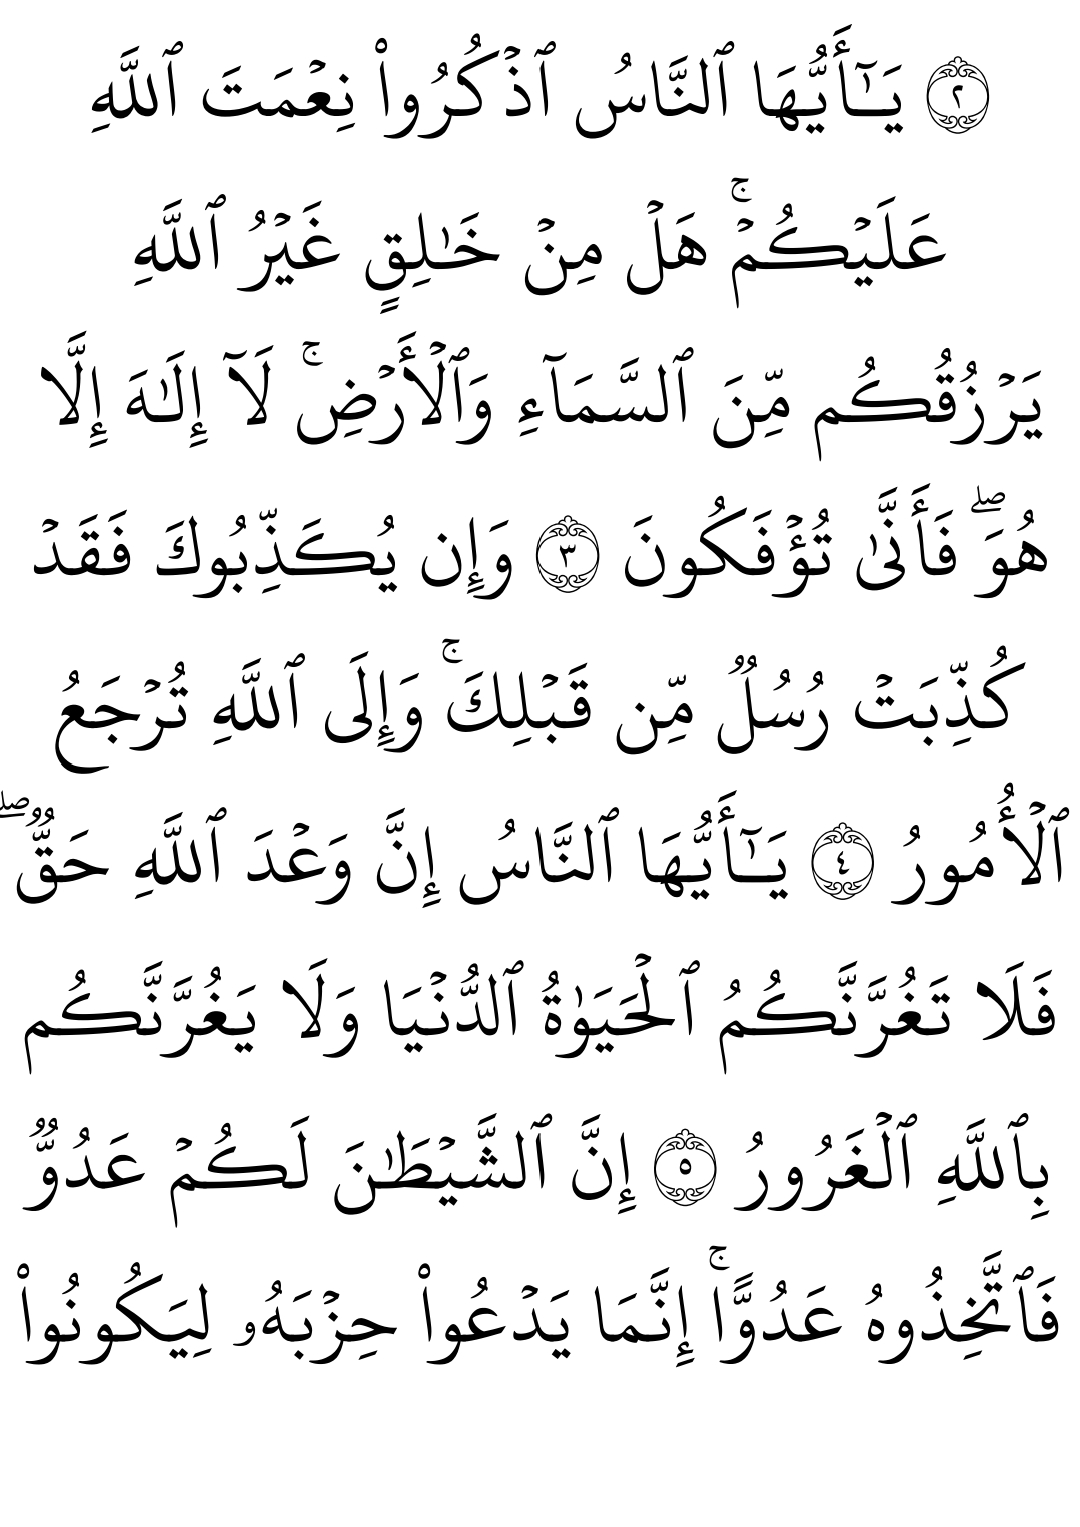 ٢ يَـٰٓأَيُّهَا ٱلنَّاسُ ٱذۡكُرُواْ نِعۡمَتَ ٱللَّهِ
عَلَيۡكُمۡۚ هَلۡ مِنۡ خَـٰلِقٍ غَيۡرُ ٱللَّهِ
يَرۡزُقُكُم مِّنَ ٱلسَّمَآءِ وَٱلۡأَرۡضِۚ لَآ إِلَـٰهَ إِلَّا
هُوَۖ فَأَنَّىٰ تُؤۡفَكُونَ ٣ وَإِن يُكَذِّبُوكَ فَقَدۡ
كُذِّبَتۡ رُسُلٞ مِّن قَبۡلِكَۚ وَإِلَى ٱللَّهِ تُرۡجَعُ
ٱلۡأُمُورُ ٤ يَـٰٓأَيُّهَا ٱلنَّاسُ إِنَّ وَعۡدَ ٱللَّهِ حَقّٞۖ
فَلَا تَغُرَّنَّكُمُ ٱلۡحَيَوٰةُ ٱلدُّنۡيَا وَلَا يَغُرَّنَّكُم
بِٱللَّهِ ٱلۡغَرُورُ ٥ إِنَّ ٱلشَّيۡطَـٰنَ لَكُمۡ عَدُوّٞ
فَٱتَّخِذُوهُ عَدُوًّاۚ إِنَّمَا يَدۡعُواْ حِزۡبَهُۥ لِيَكُونُواْ